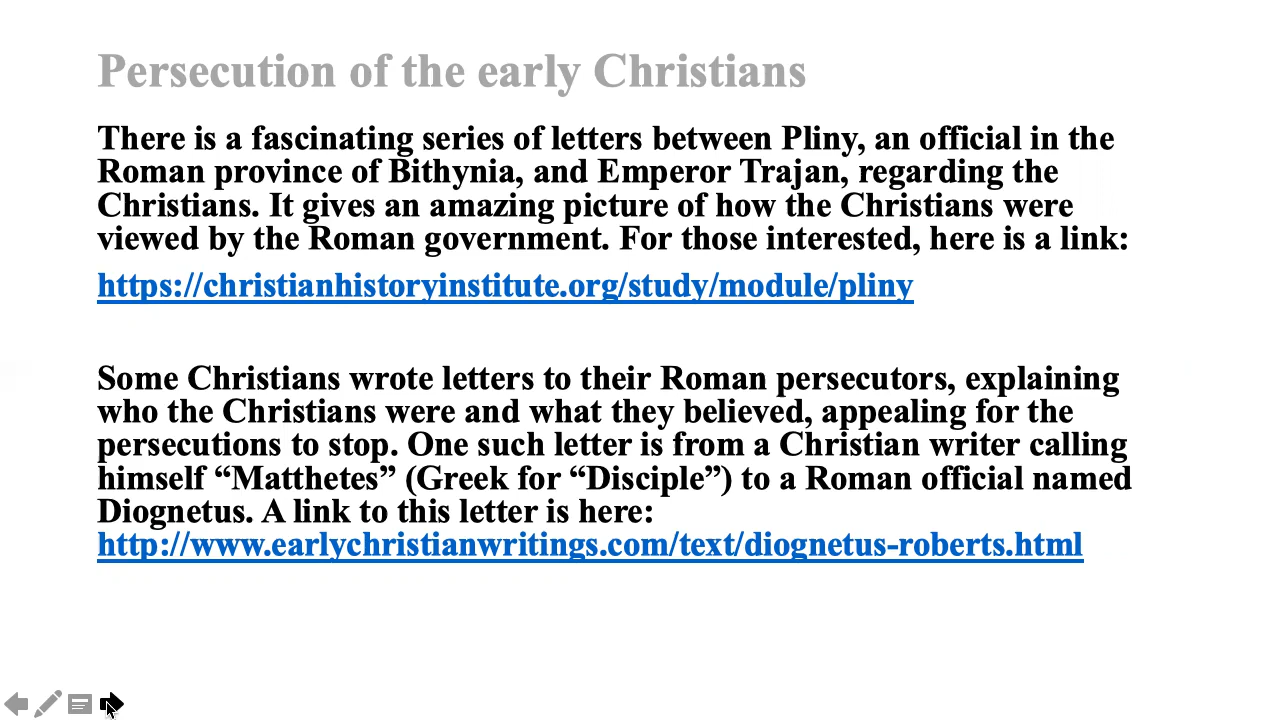 Persecution of the early Christians
There is a fascinating series of letters between Pliny, an official in the
Roman province of Bithynia, and Emperor Trajan, regarding the
Christians. It gives an amazing picture of how the Christians were
viewed by the Roman government. For those interested, here is a link:
https://christianhistoryinstitute.org/study/module/pliny
Some Christians wrote letters to their Roman persecutors, explaining
who the Christians were and what they believed, appealing for the
persecutions to stop. One such letter is from a Christian writer calling
himself “Matthetes” (Greek for “Disciple”) to a Roman official named
Diognetus. A link to this letter is here:
http://www.earlychristianwritings.com/text/diognetus-roberts.html